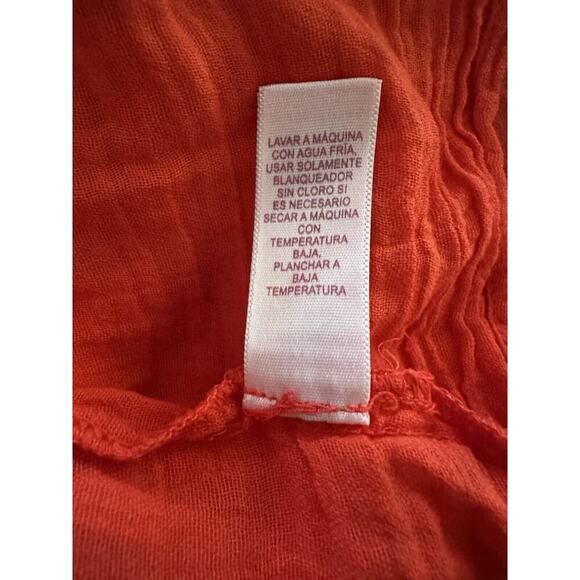 LAVAR A MÁQUINA
CON AGUA FRÍA,
USAR SOLAMENTE
BLANQUEADOR
SIN CLORO SI
ES NECESARIO
SECAR A MÁQUINA
CON
TEMPERATURA
BAJA,
PLANCHAR A
BAJA
TEMPERATURA